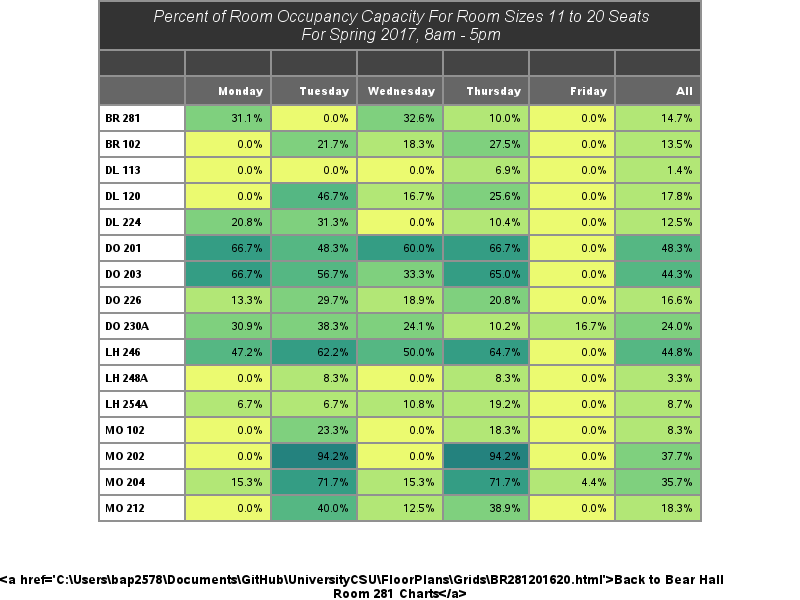 Percent of Room Occupancy Capacity For Room Sizes 11 to 20 Seats
For Spring 2017, 8am - 5pm
Monday Tuesday Wednesday Thursday Friday All
BR 281 31.1% 0.0% 32.6% 10.0% 0.0% 14.7%
BR 102 0.0% 21.7% 18.3% 27.5% 0.0% 13.5%
DL 113 0.0% 0.0% 0.0% 6.9% 0.0% 1.4%
DL 120 0.0% 46.7% 16.7% 25.6% 0.0% 17.8%
DL 224 20.8% 31.3% 0.0% 10.4% 0.0% 12.5%
DO 201 66.7% 48.3% 60.0% 66.7% 0.0% 48.3%
DO 203 66.7% 56.7% 33.3% 65.0% 0.0% 44.3%
DO 226 13.3% 29.7% 18.9% 20.8% 0.0% 16.6%
DO 230A 30.9% 38.3% 24.1% 10.2% 16.7% 24.0%
LH 246 47.2% 62.2% 50.0% 64.7% 0.0% 44.8%
LH 248A 0.0% 8.3% 0.0% 8.3% 0.0% 3.3%
LH 254A 6.7% 6.7% 10.8% 19.2% 0.0% 8.7%
MO 102 0.0% 23.3% 0.0% 18.3% 0.0% 8.3%
MO 202 0.0% 94.2% 0.0% 94.2% 0.0% 37.7%
MO 204 15.3% 71.7% 15.3% 71.7% 4.4% 35.7%
MO 212 0.0% 40.0% 12.5% 38.9% 0.0% 18.3%
<a href='C:\Users\bap2578\Documents\GitHub\UniversityCSU\FloorPlans\Grids\BR281201620.html'>Back to Bear Hall
Room 281 Charts</a>